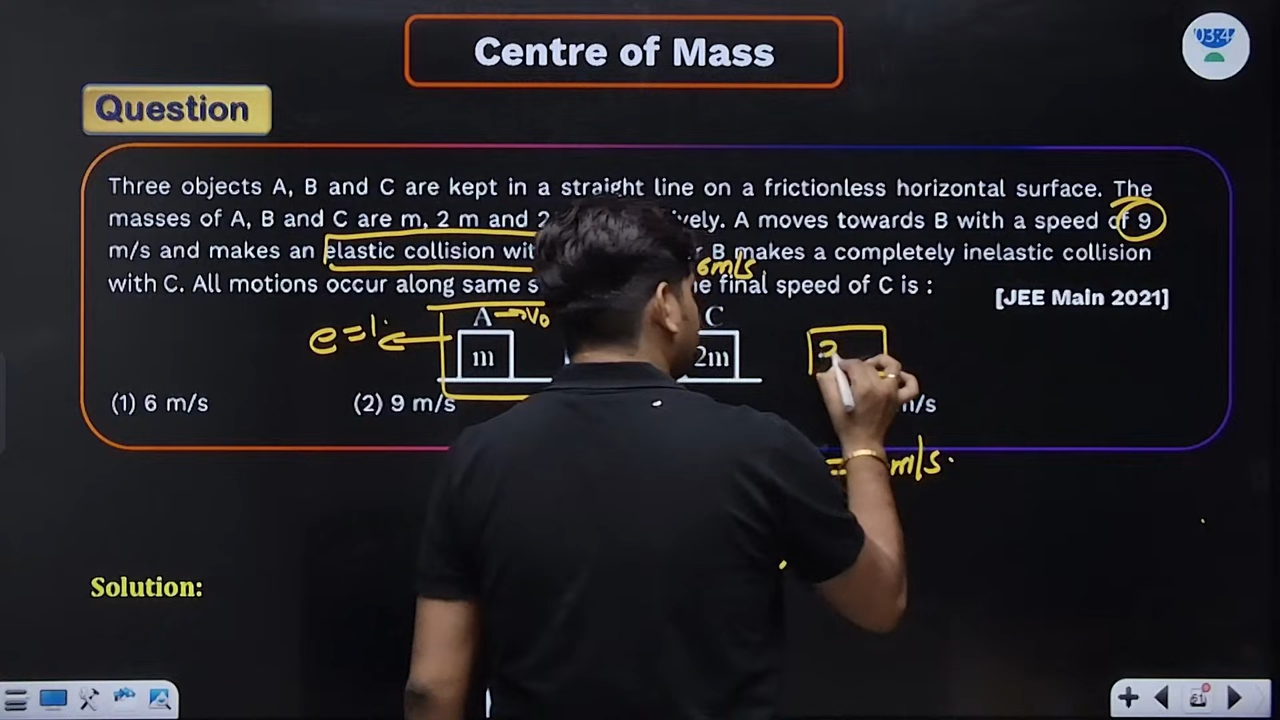 Centre of Mass
03:4
Question
Three objects A, B and C are kept in a straight line on a frictionless horizontal surface. The
masses of A, B and C are m, 2 m and 2 A moves towards B with a speed of 9
m/s and makes an elastic collision B makes a completely inelastic collision
6m/s
with C. All motions occur along same final speed of C is :
[JEE Main 2021]
A →v₀
C
e=1
m
2m
2
(1) 6 m/s
(2) 9 m/s
m/s
= m/s.
Solution: